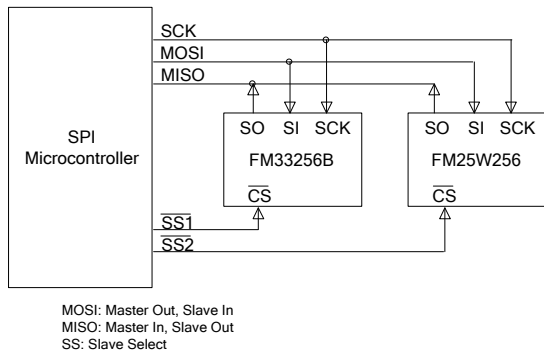 SCK
MOSI
MISO
SPI
Microcontroller
SO SI SCK
FM33256B
CS
SO SI SCK
FM25W256
CS
SS1
SS2
MOSI: Master Out, Slave In
MISO: Master In, Slave Out
SS: Slave Select